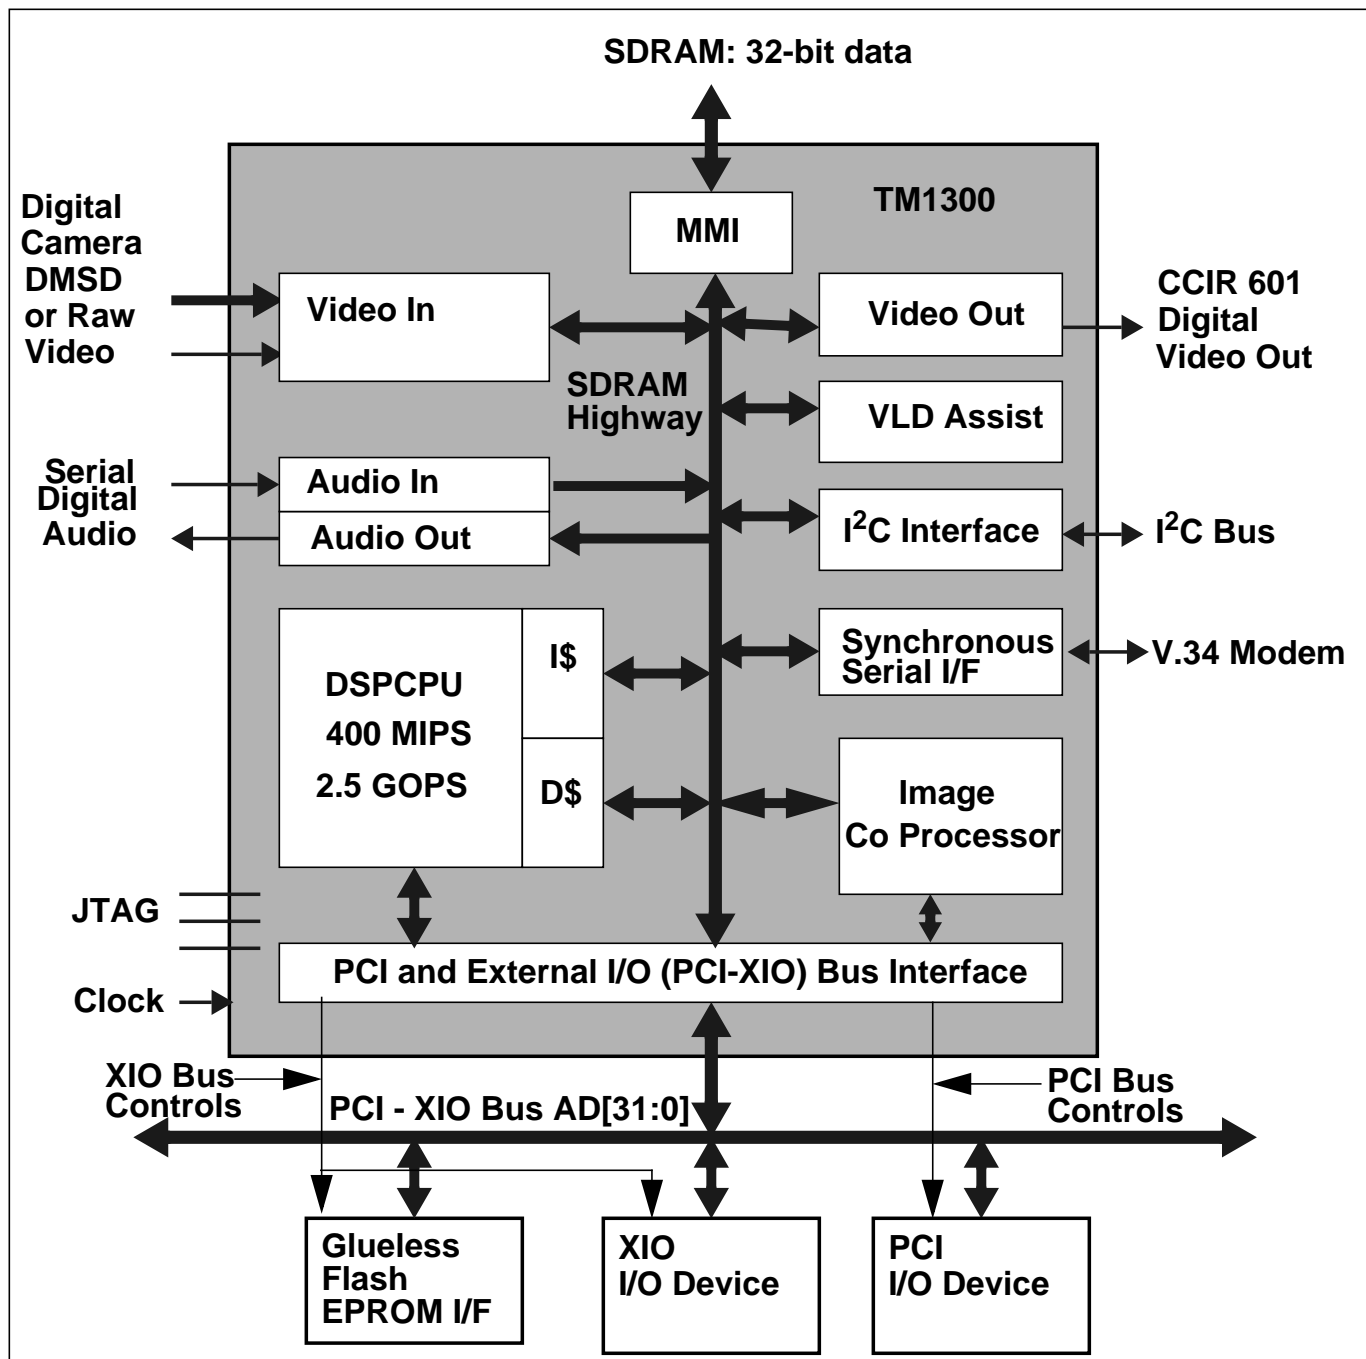 SDRAM: 32-bit data
TM1300
MMI
Digital
Camera
DMSD
or Raw
Video
Video In
Video Out
CCIR 601
Digital
Video Out
SDRAM
Highway
VLD Assist
Serial
Digital
Audio
Audio In
Audio Out
I²C Interface
I²C Bus
DSPCPU
400 MIPS
2.5 GOPS
I$
D$
Synchronous
Serial I/F
V.34 Modem
Image
Co Processor
JTAG
PCI and External I/O (PCI-XIO) Bus Interface
Clock
XIO Bus
Controls
PCI - XIO Bus AD[31:0]
PCI Bus
Controls
Glueless
Flash
EPROM I/F
XIO
I/O Device
PCI
I/O Device